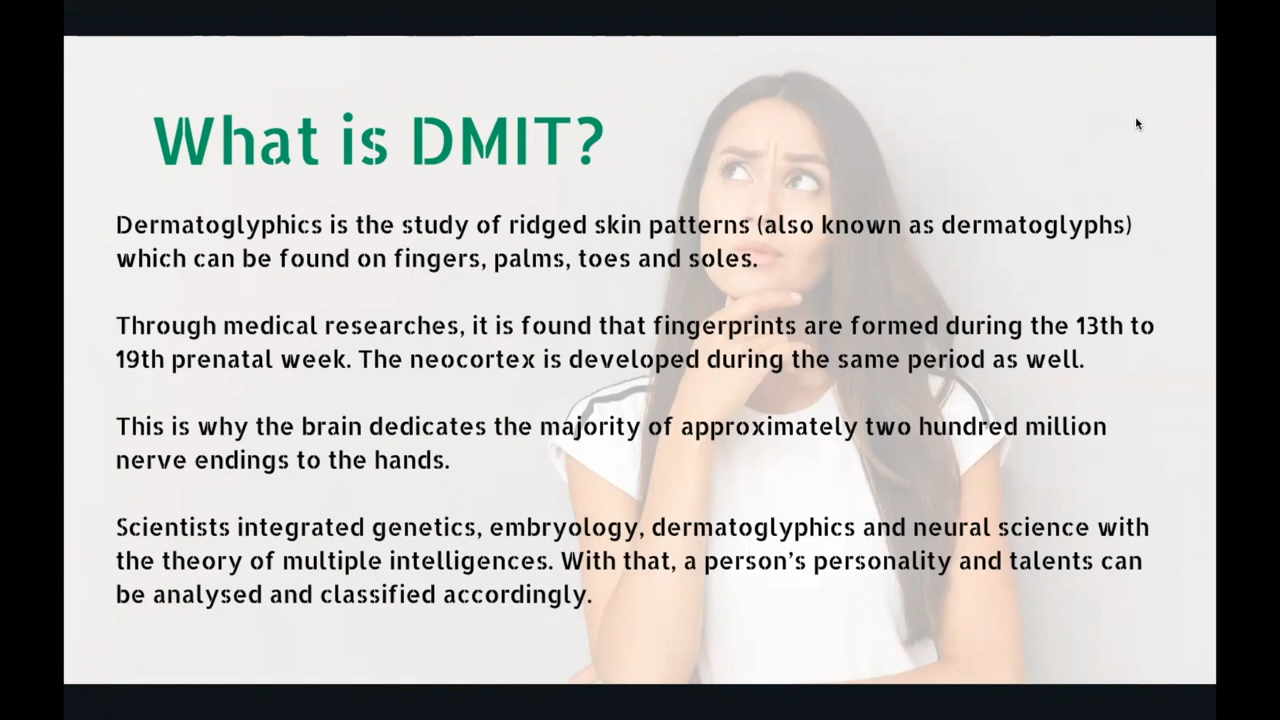 What is DMIT?
Dermatoglyphics is the study of ridged skin patterns (also known as dermatoglyphs)
which can be found on fingers, palms, toes and soles.
Through medical researches, it is found that fingerprints are formed during the 13th to
19th prenatal week. The neocortex is developed during the same period as well.
This is why the brain dedicates the majority of approximately two hundred million
nerve endings to the hands.
Scientists integrated genetics, embryology, dermatoglyphics and neural science with
the theory of multiple intelligences. With that, a person’s personality and talents can
be analysed and classified accordingly.